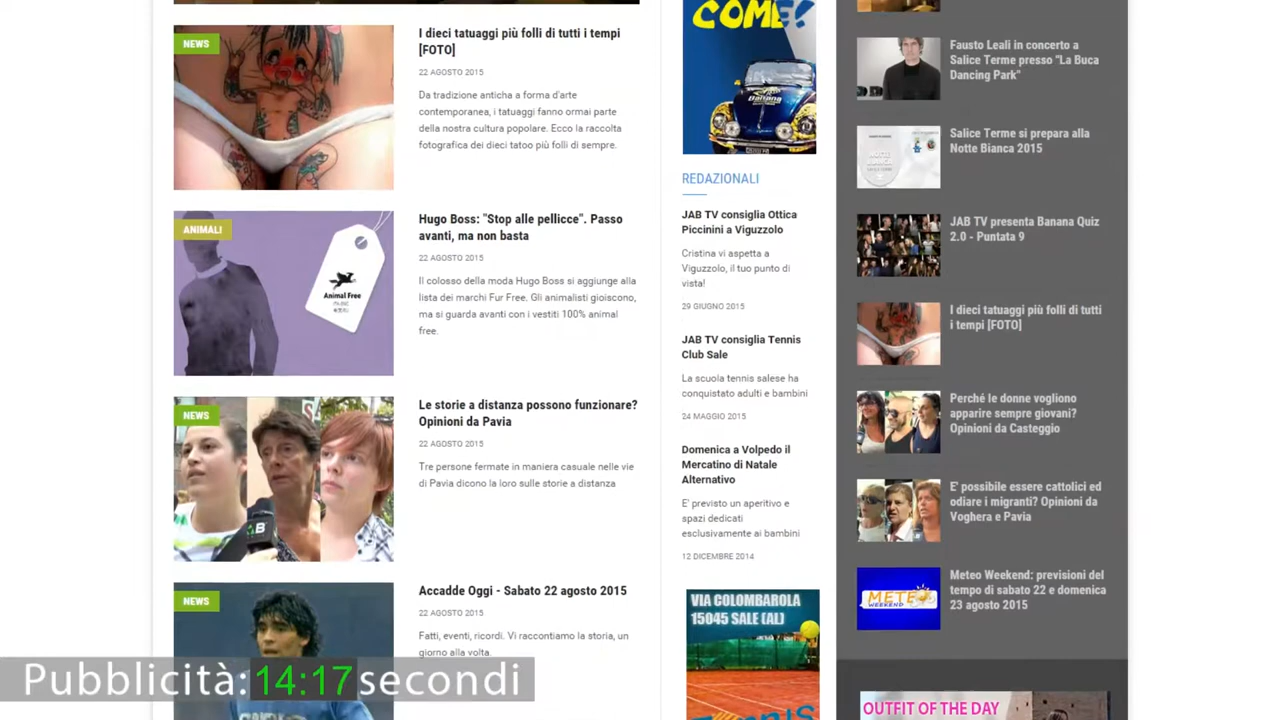 COME!
NEWS
I dieci tatuaggi più folli di tutti i tempi
[FOTO]
22 AGOSTO 2015
Da tradizione antica a forma d'arte
contemporanea, i tatuaggi fanno ormai parte
della nostra cultura popolare. Ecco la raccolta
fotografica dei dieci tatoo più folli di sempre.
ANIMALI
Animal Free
Hugo Boss: "Stop alle pellicce". Passo
avanti, ma non basta
22 AGOSTO 2015
Il colosso della moda Hugo Boss si aggiunge alla
lista dei marchi Fur Free. Gli animalisti gioiscono,
ma si guarda avanti con i vestiti 100% animal
free.
NEWS
Le storie a distanza possono funzionare?
Opinioni da Pavia
22 AGOSTO 2015
Tre persone fermate in maniera casuale nelle vie
di Pavia dicono la loro sulle storie a distanza
NEWS
Accadde Oggi - Sabato 22 agosto 2015
22 AGOSTO 2015
Fatti, eventi, ricordi. Vi raccontiamo la storia, un
giorno alla volta.
Banana
REDAZIONALI
JAB TV consiglia Ottica
Piccinini a Viguzzolo
Cristina vi aspetta a
Viguzzolo, il tuo punto di
vista!
29 GIUGNO 2015
JAB TV consiglia Tennis
Club Sale
La scuola tennis salese ha
conquistato adulti e bambini
24 MAGGIO 2015
Domenica a Volpedo il
Mercatino di Natale
Alternativo
E' previsto un aperitivo e
spazi dedicati
esclusivamente ai bambini
12 DICEMBRE 2014
VIA COLOMBAROLA
15045 SALE (AL)
Tennis
Fausto Leali in concerto a
Salice Terme presso "La Buca
Dancing Park"
Salice Terme si prepara alla
Notte Bianca 2015
JAB TV presenta Banana Quiz
2.0 - Puntata 9
I dieci tatuaggi più folli di tutti
i tempi [FOTO]
Perché le donne vogliono
apparire sempre giovani?
Opinioni da Casteggio
E' possibile essere cattolici ed
odiare i migranti? Opinioni da
Voghera e Pavia
METEO
WEEKEND
Meteo Weekend: previsioni del
tempo di sabato 22 e domenica
23 agosto 2015
OUTFIT OF THE DAY
Pubblicità: 14:17 secondi